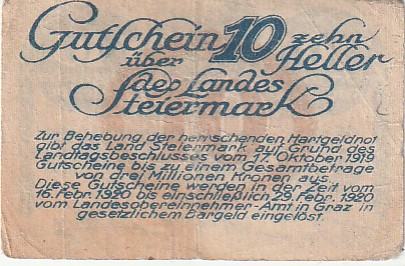 Gutschein 10 zehn
über Heller
des Landes
Steiermark
Zur Behebung der herrschenden Hartgeldnot
gibt das Land Steiermark auf Grund des
Landtagsbeschlusses vom 17. Oktober 1919
Gutscheine bis zu einem Gesamtbetrage
von drei Millionen Kronen aus.
Diese Gutscheine werden in der Zeit vom
16. Febr. 1920 bis einschließlich 29. Febr. 1920
vom Landesobereinnehmer-Amt in Graz in
gesetzlichem Bargeld eingelöst.